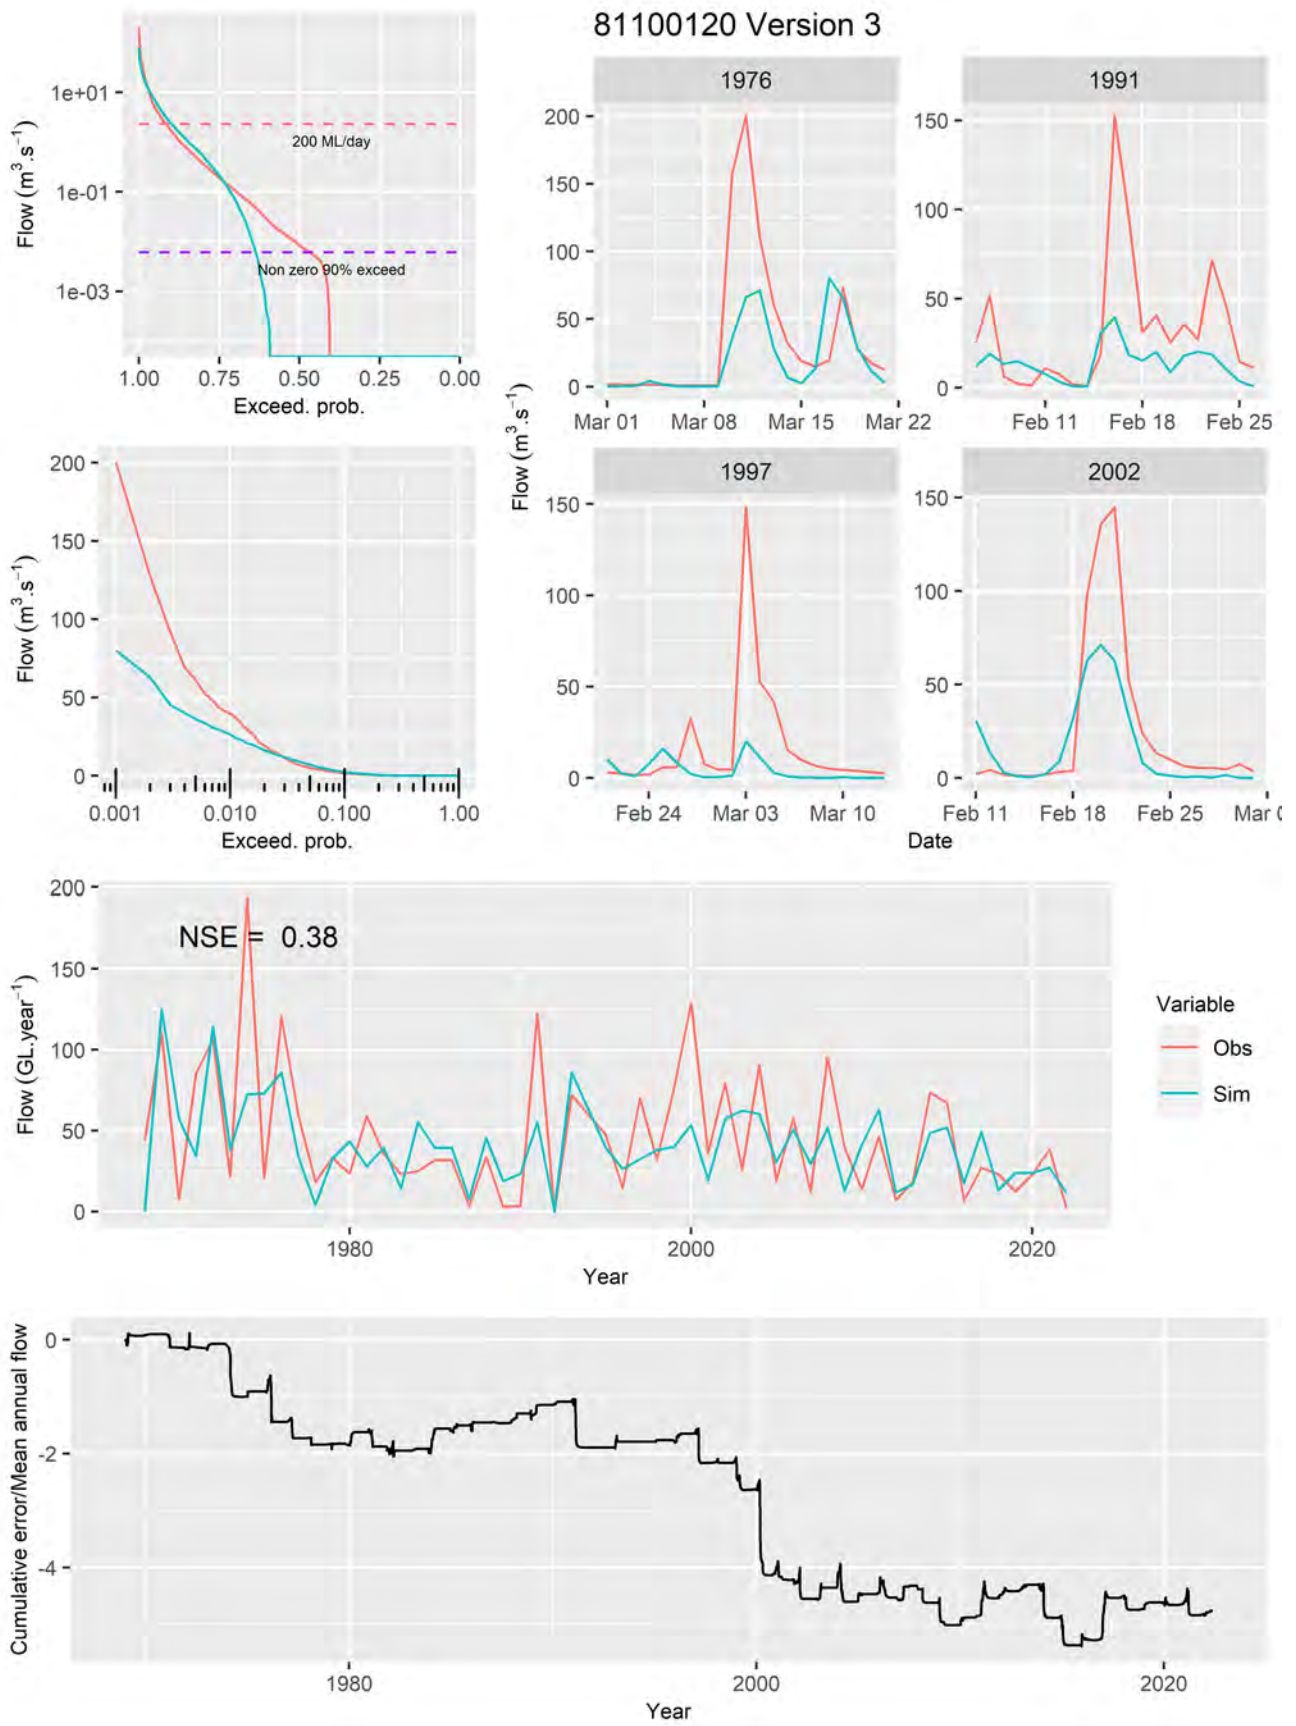 81100120 Version 3
Flow (m³.s⁻¹)
1e+01
1e-01
1e-03
200 ML/day
Non zero 90% exceed
1.00 0.75 0.50 0.25 0.00
Exceed. prob.
Flow (m³.s⁻¹)
200
150
100
50
0
0.001 0.010 0.100 1.00
Exceed. prob.
Flow (m³.s⁻¹)
1976
200
150
100
50
0
Mar 01 Mar 08 Mar 15 Mar 22
1991
150
100
50
0
Feb 11 Feb 18 Feb 25
1997
150
100
50
0
Feb 24 Mar 03 Mar 10
2002
150
100
50
0
Feb 11 Feb 18 Feb 25 Mar
Date
Flow (GL.year⁻¹)
200
150
100
50
0
NSE = 0.38
1980 2000 2020
Year
Variable
Obs
Sim
Cumulative error/Mean annual flow
0
-2
-4
1980 2000 2020
Year